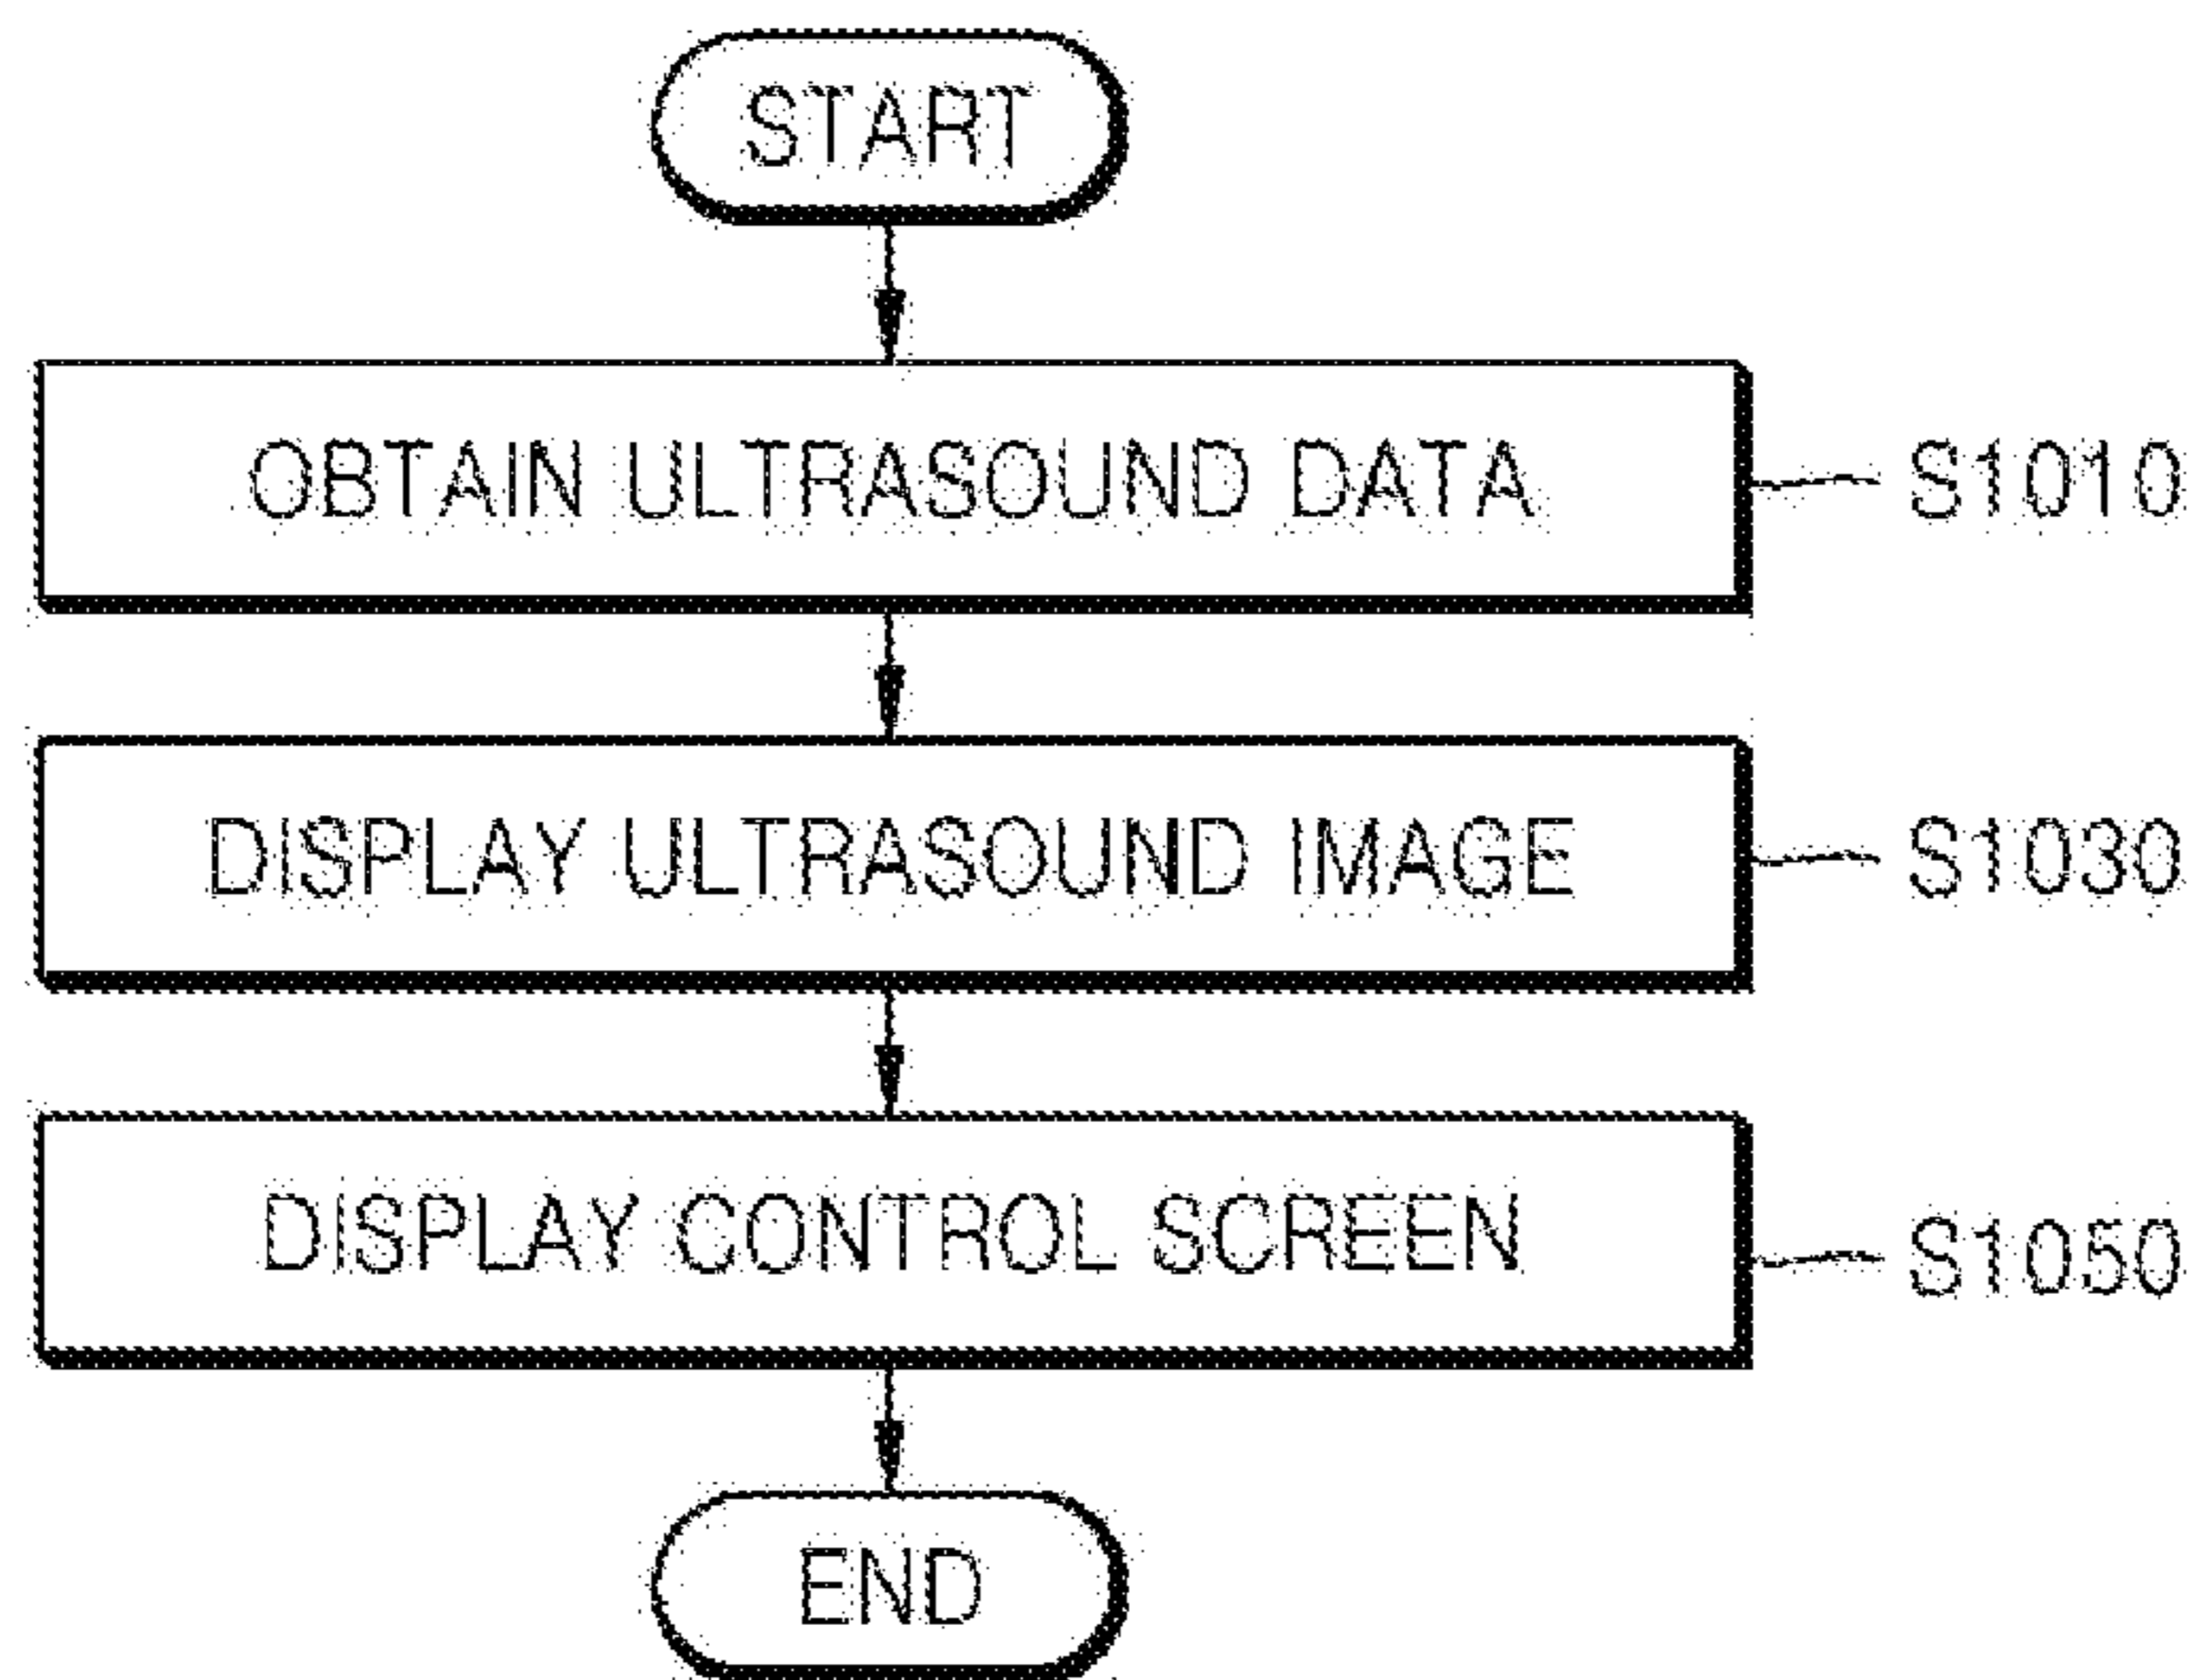 START
OBTAIN ULTRASOUND DATA
S1010
DISPLAY ULTRASOUND IMAGE
S1030
DISPLAY CONTROL SCREEN
S1050
END